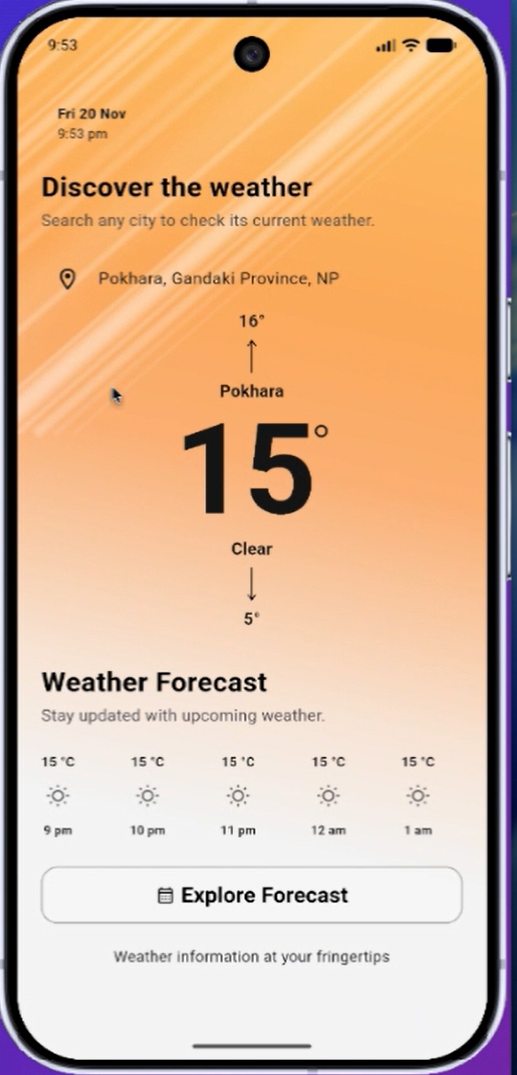 9:53
Fri 20 Nov
9:53 pm
Discover the weather
Search any city to check its current weather.
Pokhara, Gandaki Province, NP
16°
Pokhara
15°
Clear
5°
Weather Forecast
Stay updated with upcoming weather.
15 °C 15 °C 15 °C 15 °C 15 °C
9 pm 10 pm 11 pm 12 am 1 am
Explore Forecast
Weather information at your fringertips